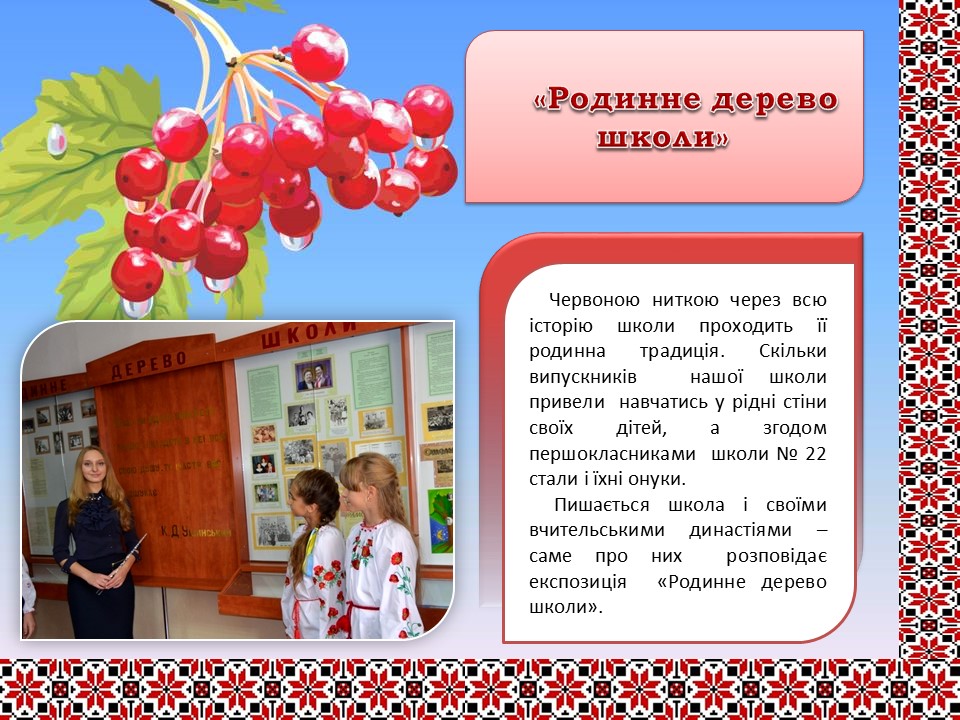 «Родинне дерево
школи»
Червоною ниткою через всю
історію школи проходить її
родинна традиція. Скільки
випускників нашої школи
привели навчатись у рідні стіни
своїх дітей, а згодом
першокласниками школи № 22
стали і їхні онуки.
Пишається школа і своїми
вчительськими династіями –
саме про них розповідає
експозиція «Родинне дерево
школи».
ДЕРЕВО
ШКОЛИ